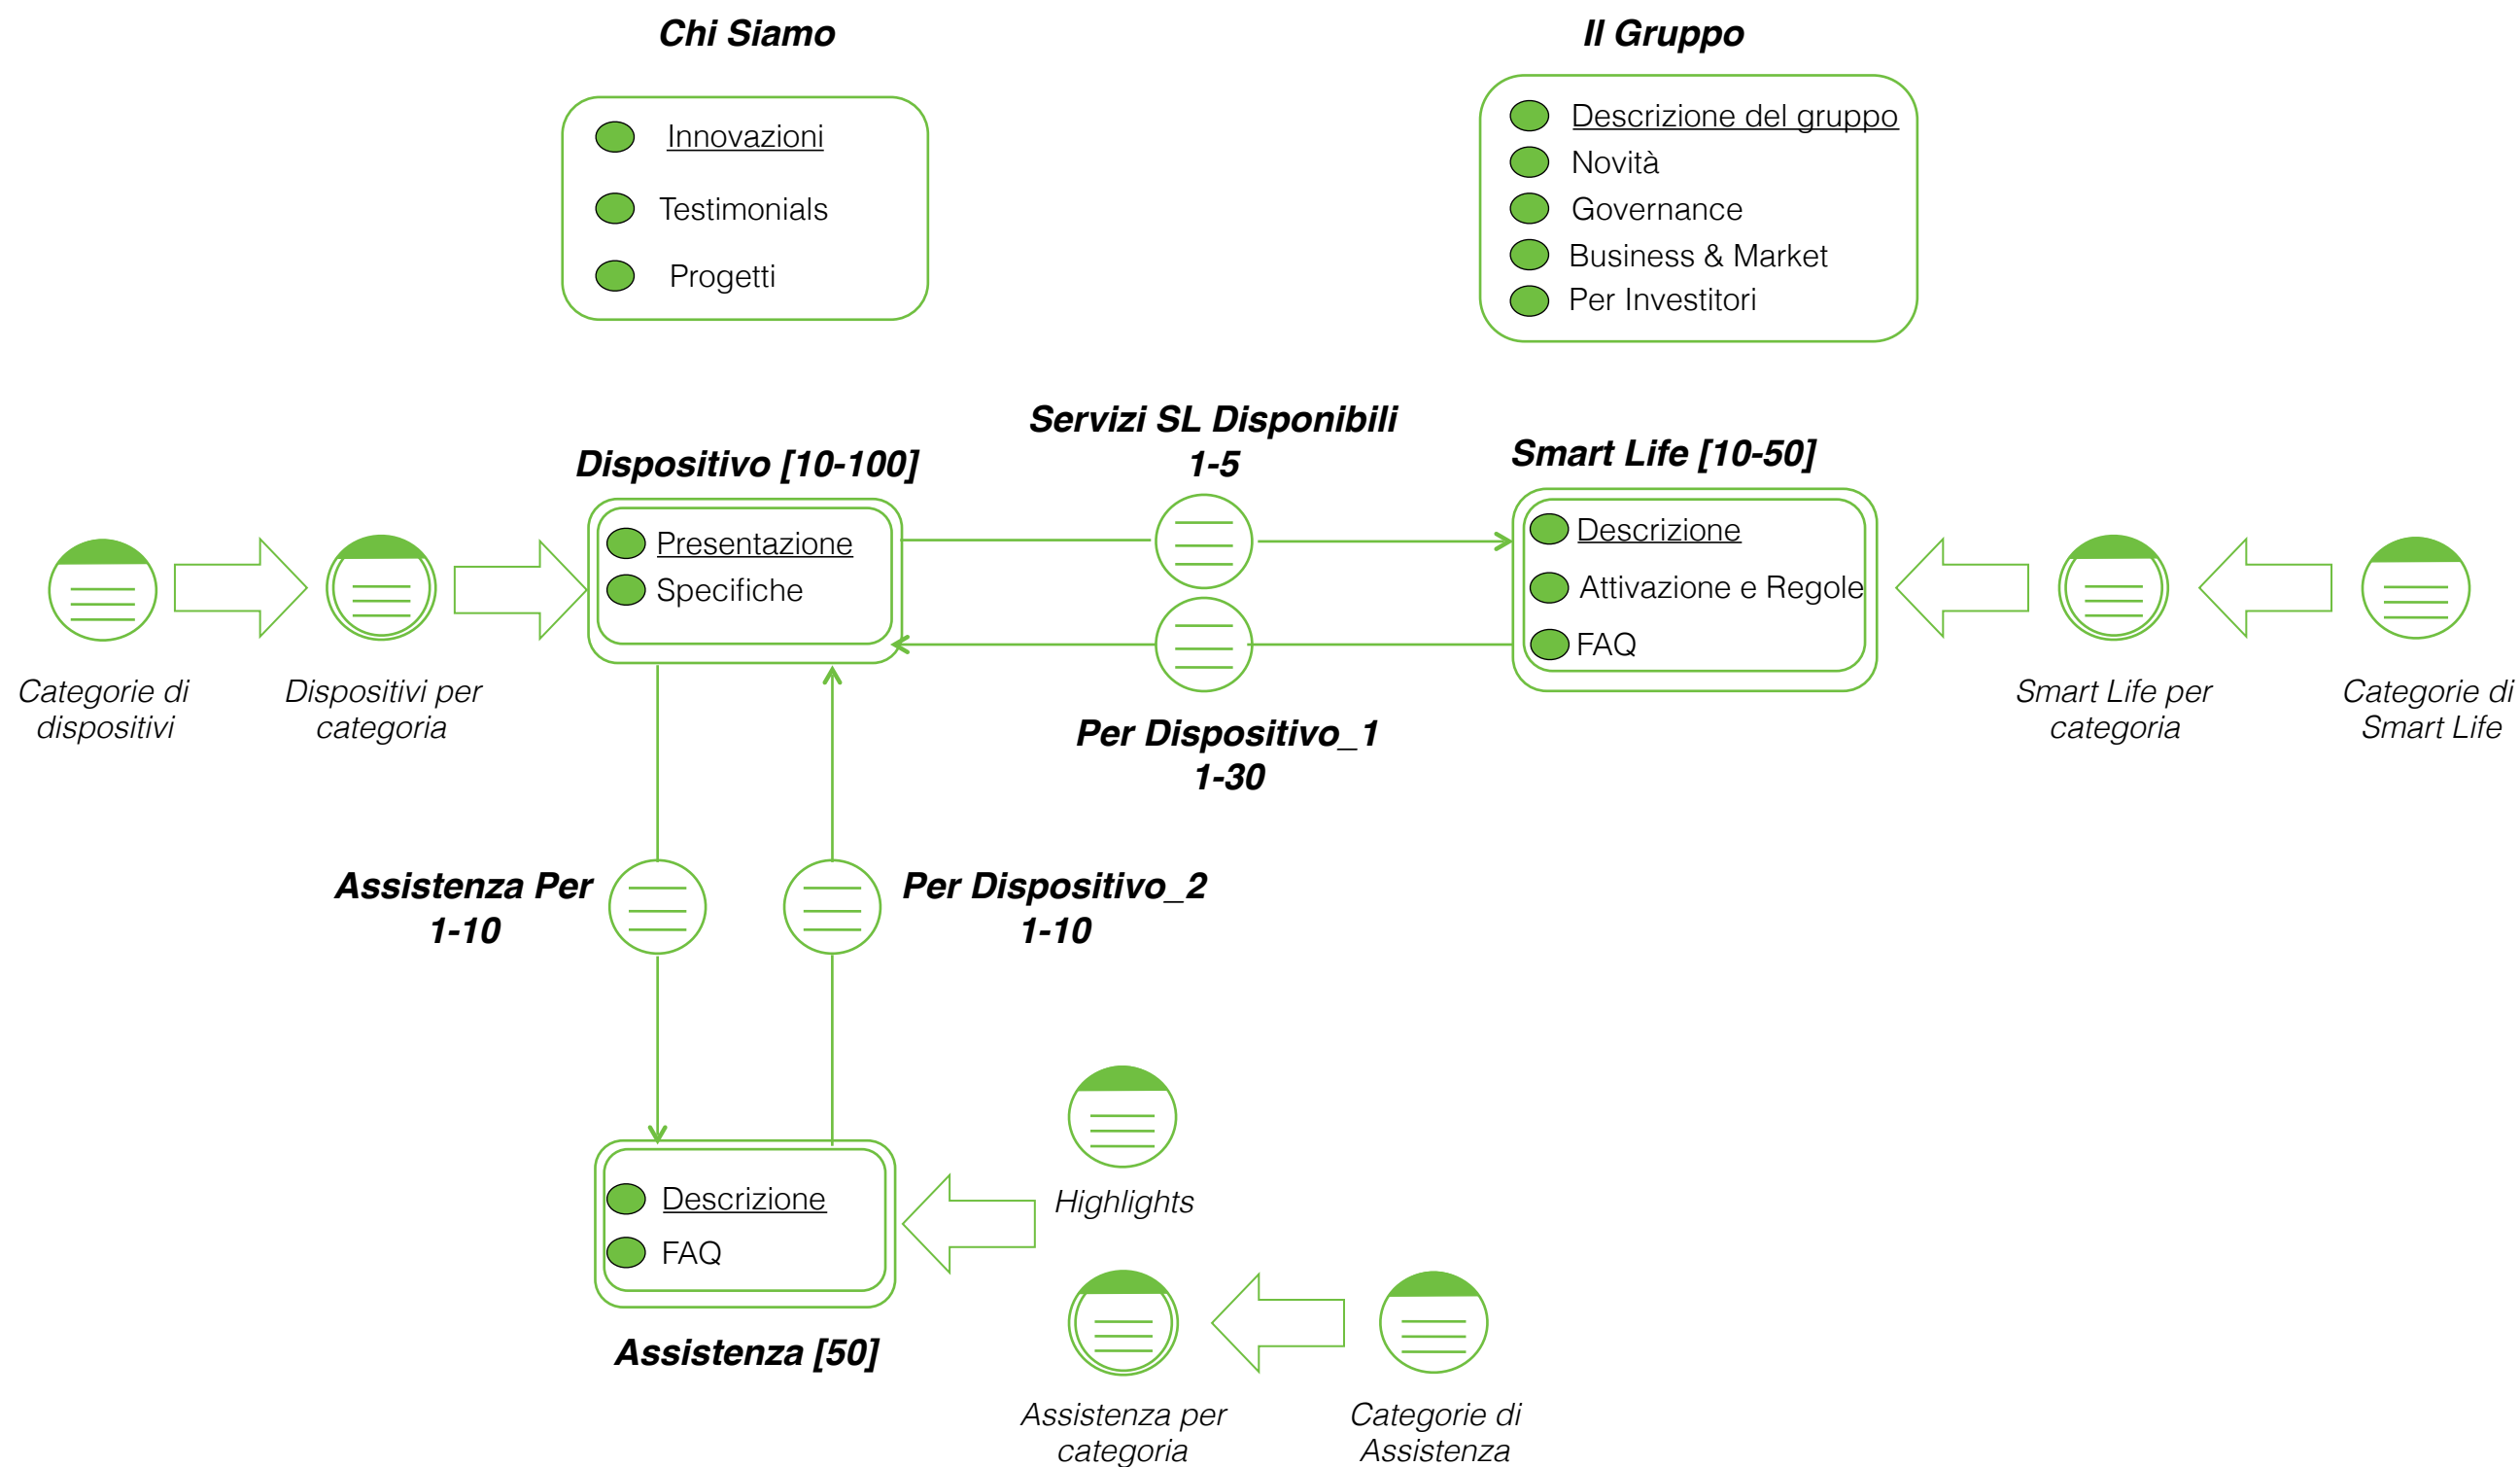 Chi Siamo
Il Gruppo
Innovazioni
Testimonials
Progetti
Descrizione del gruppo
Novità
Governance
Business & Market
Per Investitori
Servizi SL Disponibili
1-5
Dispositivo [10-100]
Smart Life [10-50]
Presentazione
Specifiche
Descrizione
Attivazione e Regole
FAQ
Categorie di
dispositivi
Dispositivi per
categoria
Smart Life per
categoria
Categorie di
Smart Life
Per Dispositivo_1
1-30
Assistenza Per
1-10
Per Dispositivo_2
1-10
Descrizione
FAQ
Highlights
Assistenza [50]
Assistenza per
categoria
Categorie di
Assistenza